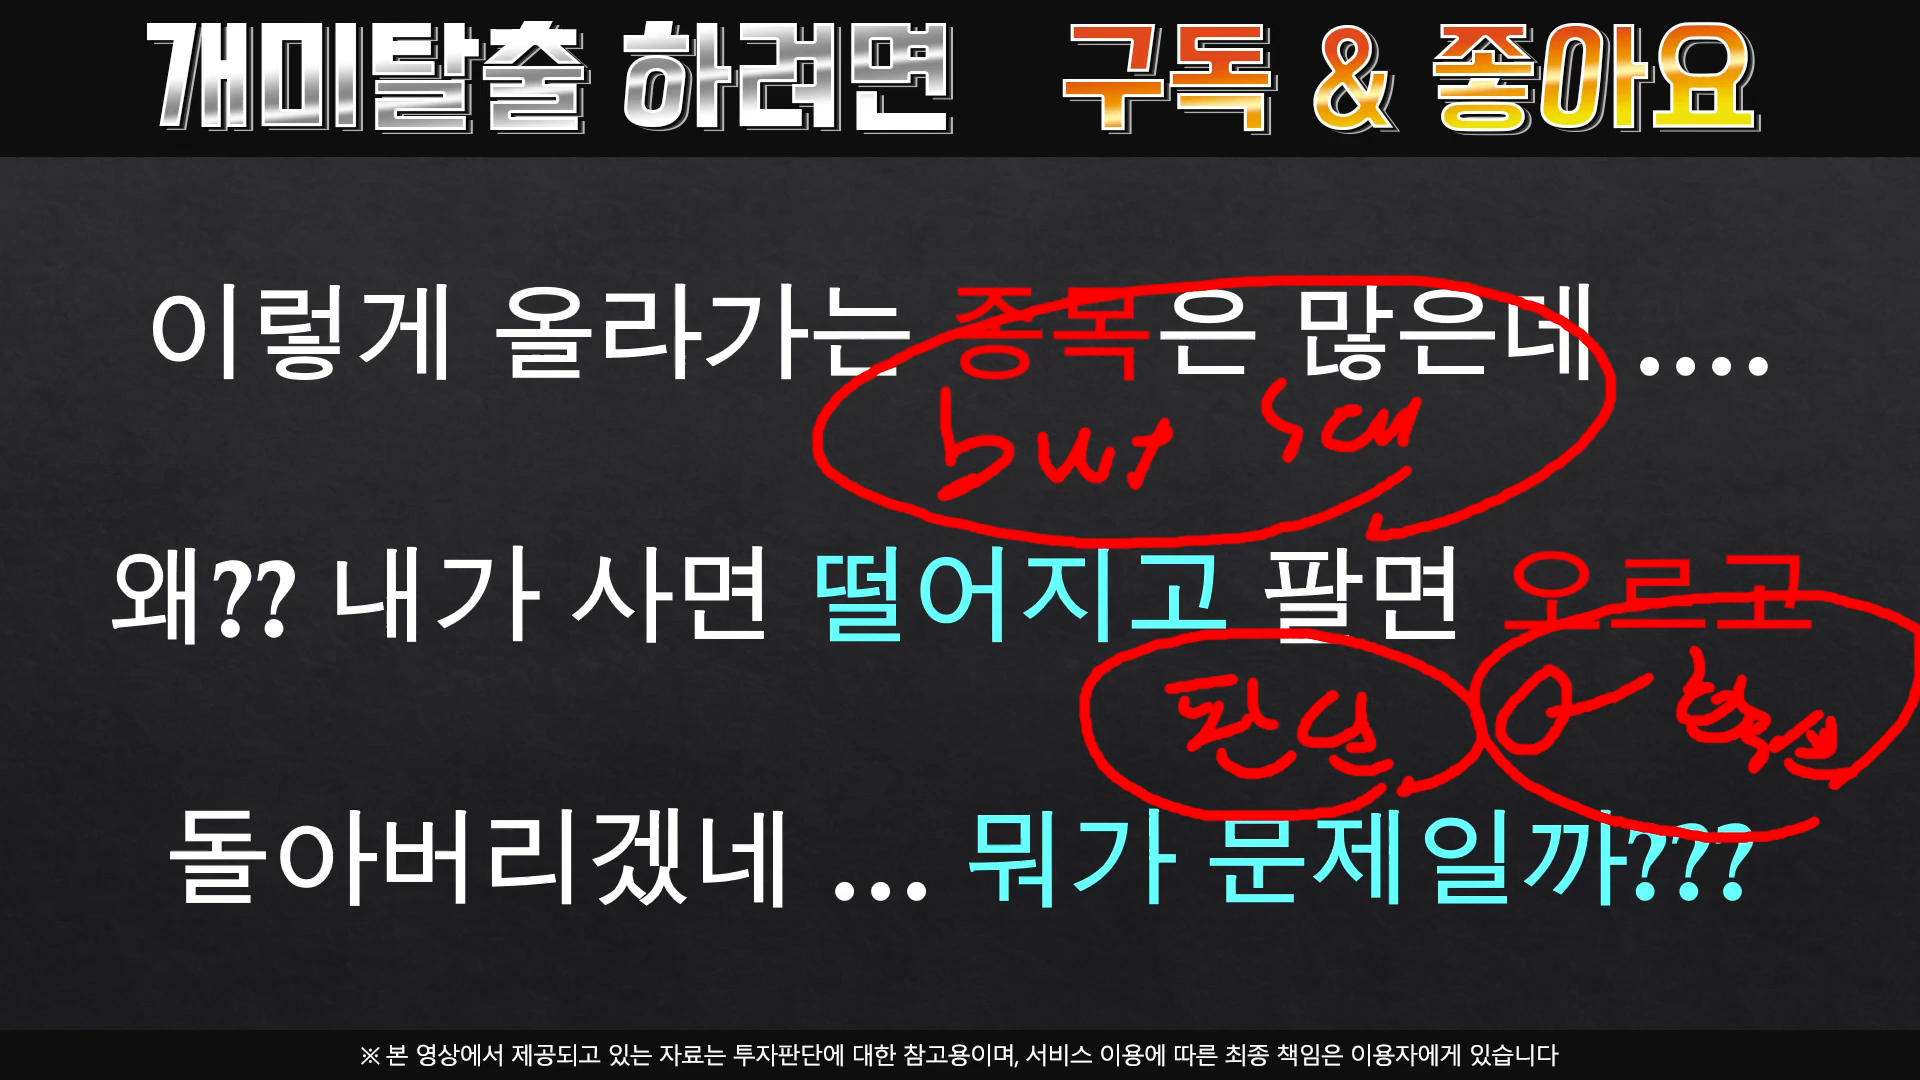 개미탈출 하려면 구독 & 좋아요
이렇게 올라가는 종목은 많은데 ....
but
왜?? 내가 사면 떨어지고 팔면 오르고
판단
돌아버리겠네 ... 뭐가 문제일까???
※ 본 영상에서 제공되고 있는 자료는 투자판단에 대한 참고용이며, 서비스 이용에 따른 최종 책임은 이용자에게 있습니다